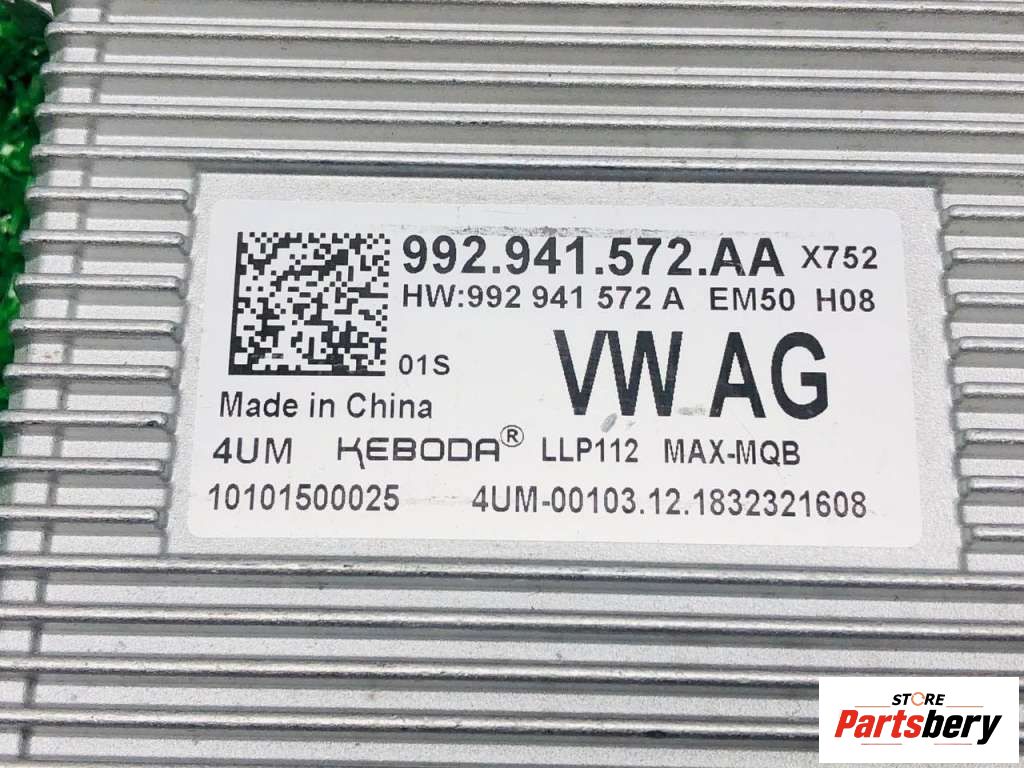 992.941.572.AA X752
HW:992 941 572 A EM50 H08
01S
VW AG
Made in China
4UM KEBODA® LLP112 MAX-MQB
10101500025 4UM-00103.12.1832321608
STORE
Partsbery